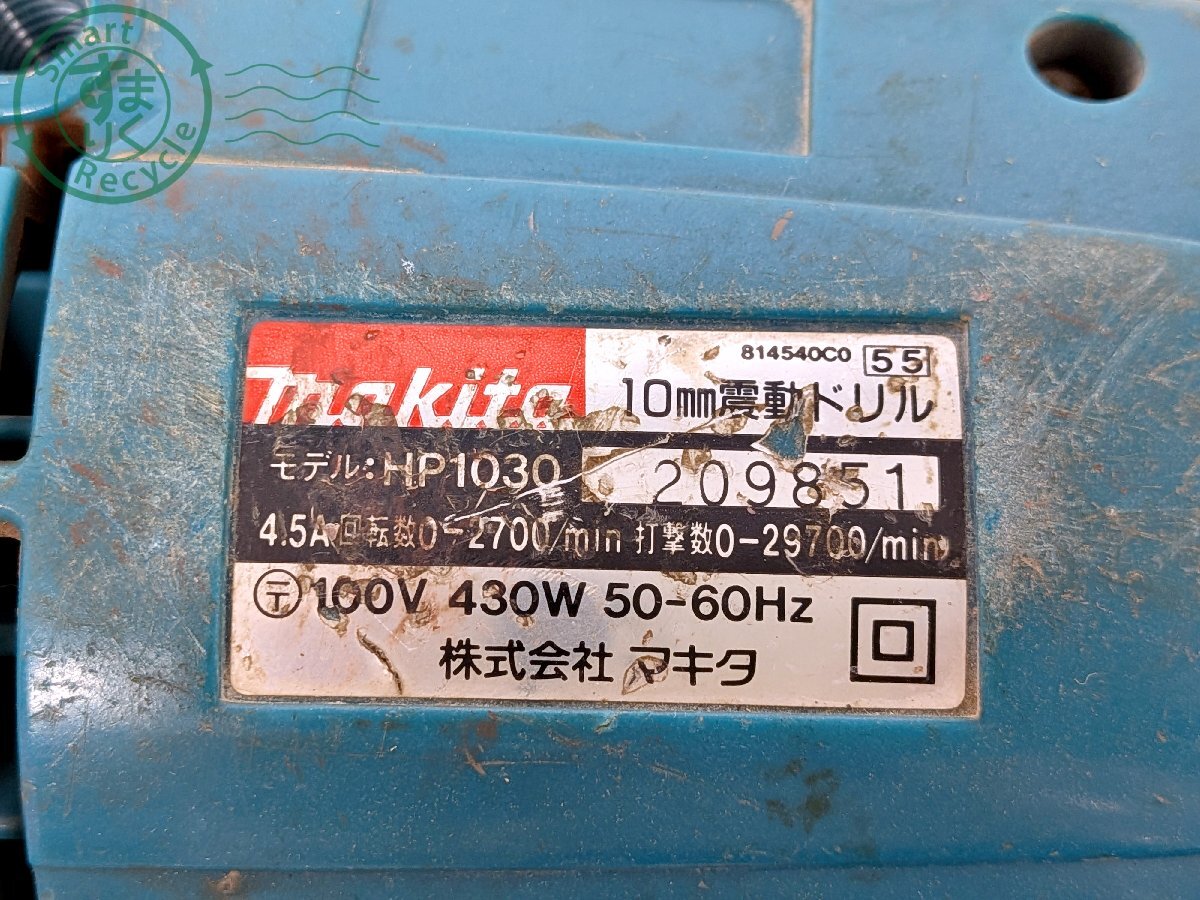 Smart
すまりく
Recycle
makita
814540C0 55
10mm震動ドリル
モデル:HP1030 209851
4.5A 回転数0-2700/min 打撃数0-29700/min
〒100V 430W 50-60Hz
株式会社 マキタ